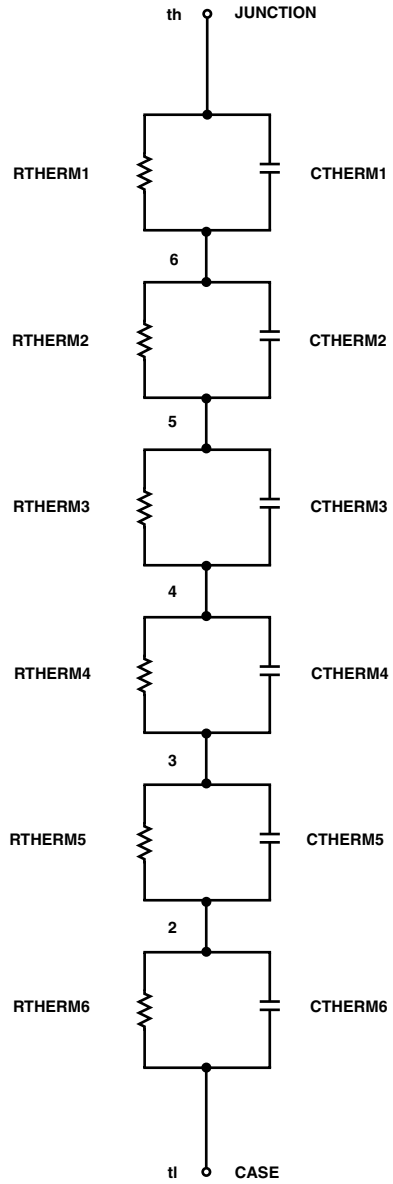 th JUNCTION
RTHERM1 CTHERM1
6
RTHERM2 CTHERM2
5
RTHERM3 CTHERM3
4
RTHERM4 CTHERM4
3
RTHERM5 CTHERM5
2
RTHERM6 CTHERM6
tl CASE